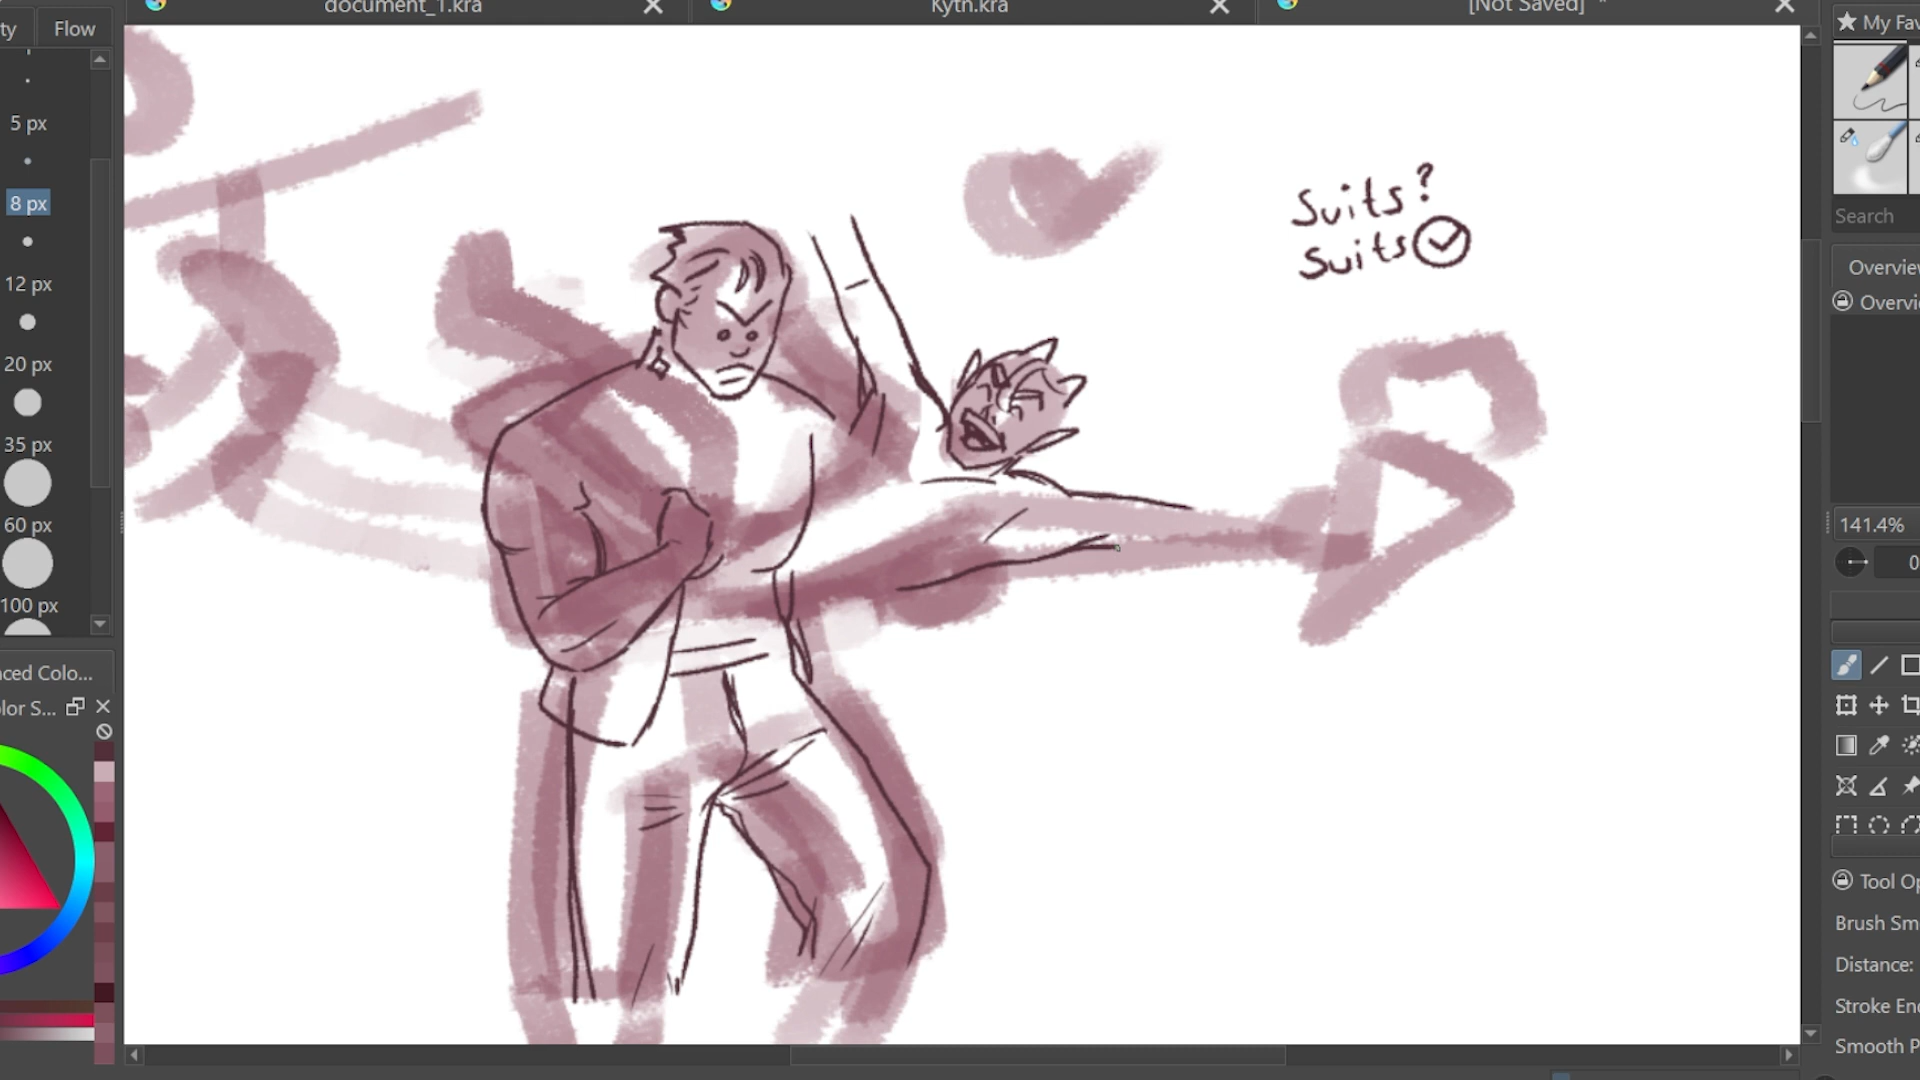 document_1.kra
Kyth.kra
[Not Saved] *
ty
Flow
5 px
8 px
12 px
20 px
35 px
60 px
100 px
nced Colo...
olor S...
Suits?
Suits
My Fav
Search
Overview
Overvi
141.4%
0
Tool Op
Brush Sm
Distance:
Stroke En
Smooth P